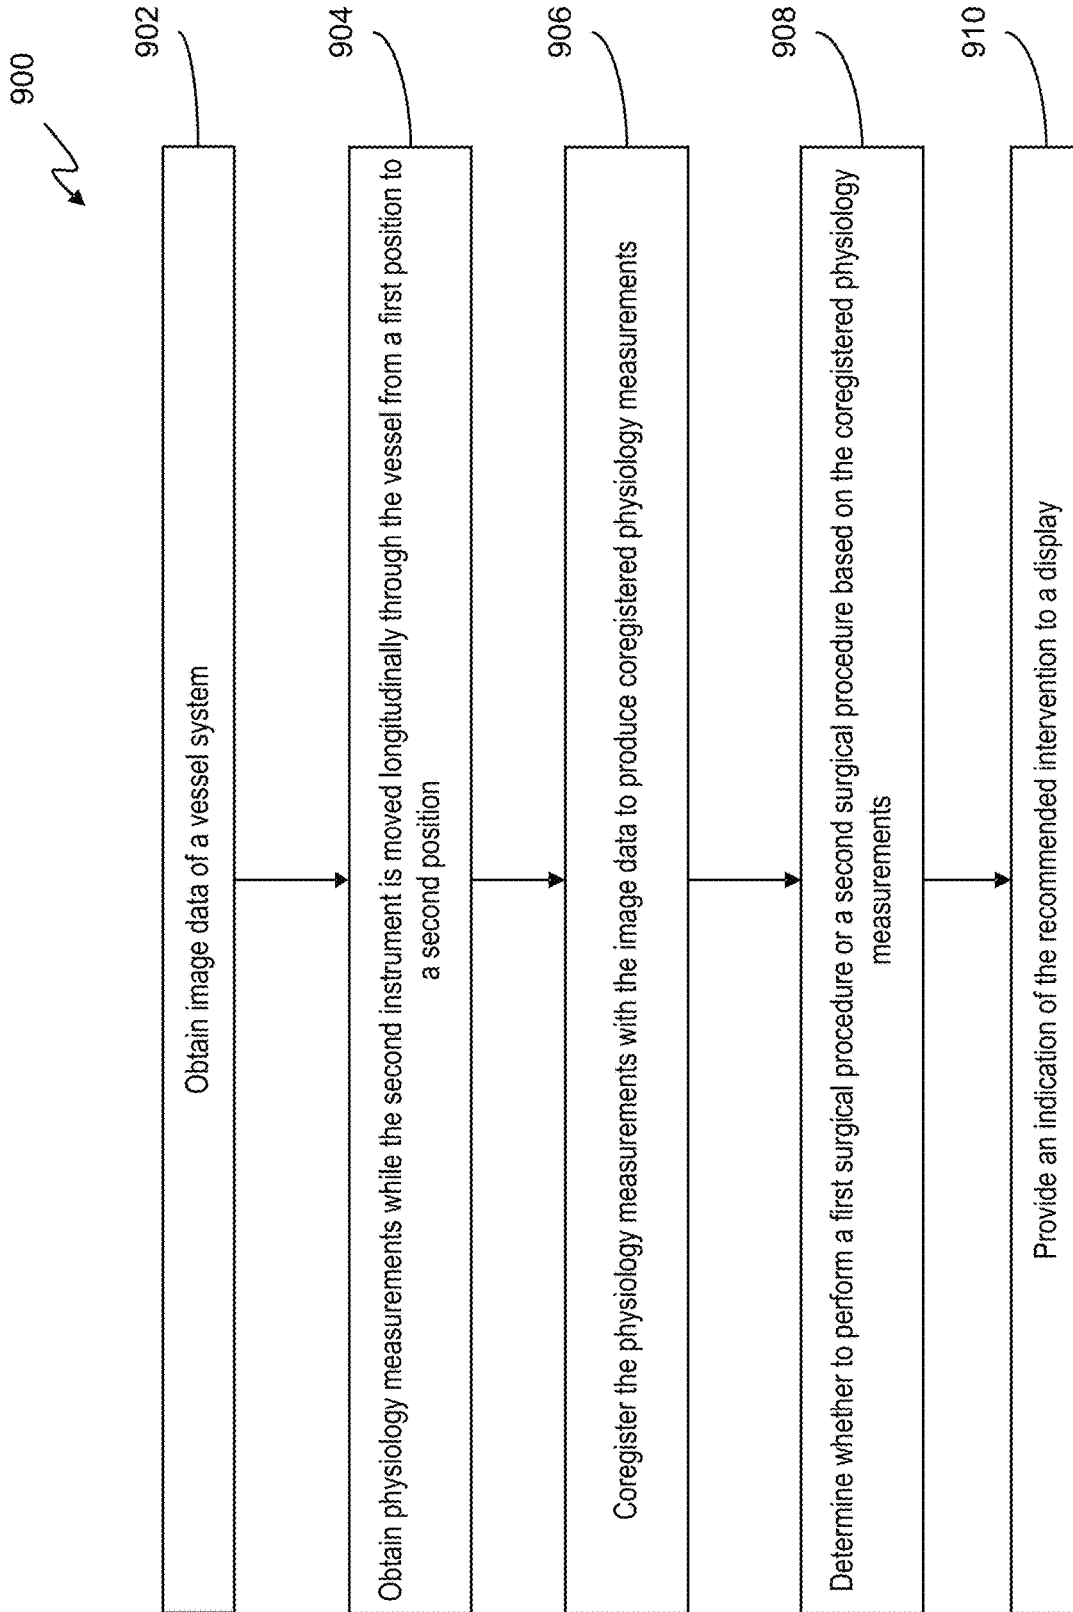 900
902
Obtain image data of a vessel system
904
Obtain physiology measurements while the second instrument is moved longitudinally through the vessel from a first position to
a second position
906
Coregister the physiology measurements with the image data to produce coregistered physiology measurements
908
Determine whether to perform a first surgical procedure or a second surgical procedure based on the coregistered physiology
measurements
910
Provide an indication of the recommended intervention to a display